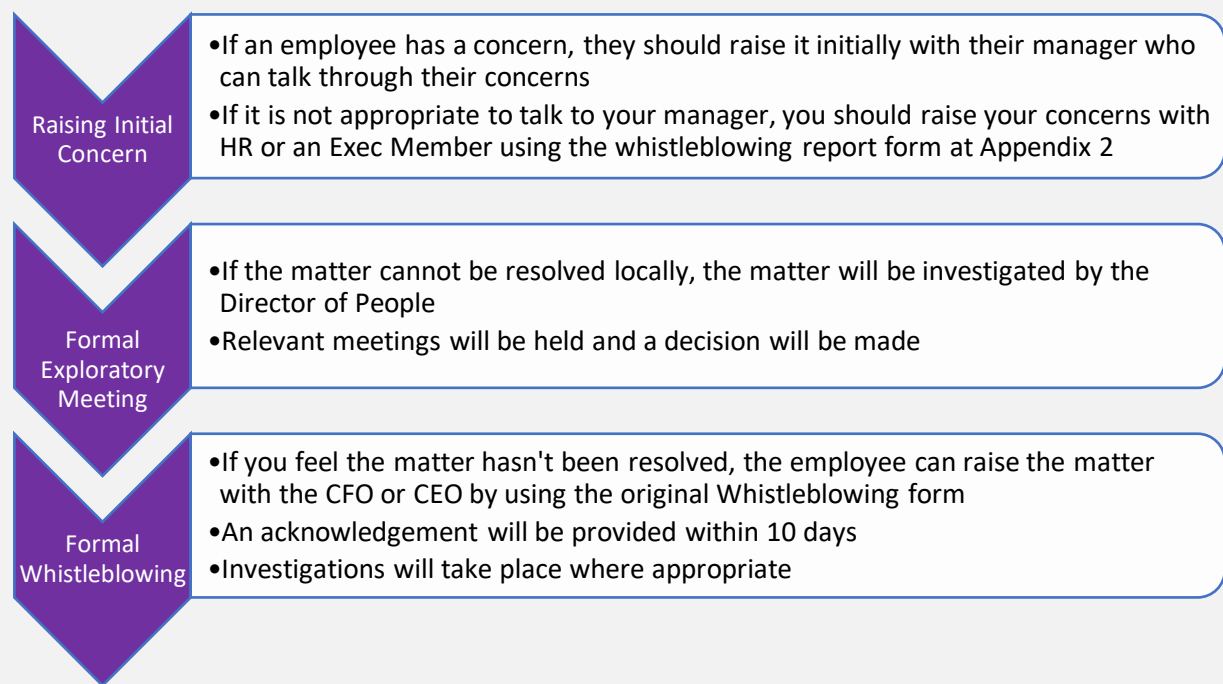 Raising Initial
Concern
•If an employee has a concern, they should raise it initially with their manager who
can talk through their concerns
•If it is not appropriate to talk to your manager, you should raise your concerns with
HR or an Exec Member using the whistleblowing report form at Appendix 2
Formal
Exploratory
Meeting
•If the matter cannot be resolved locally, the matter will be investigated by the
Director of People
•Relevant meetings will be held and a decision will be made
Formal
Whistleblowing
•If you feel the matter hasn't been resolved, the employee can raise the matter
with the CFO or CEO by using the original Whistleblowing form
•An acknowledgement will be provided within 10 days
•Investigations will take place where appropriate